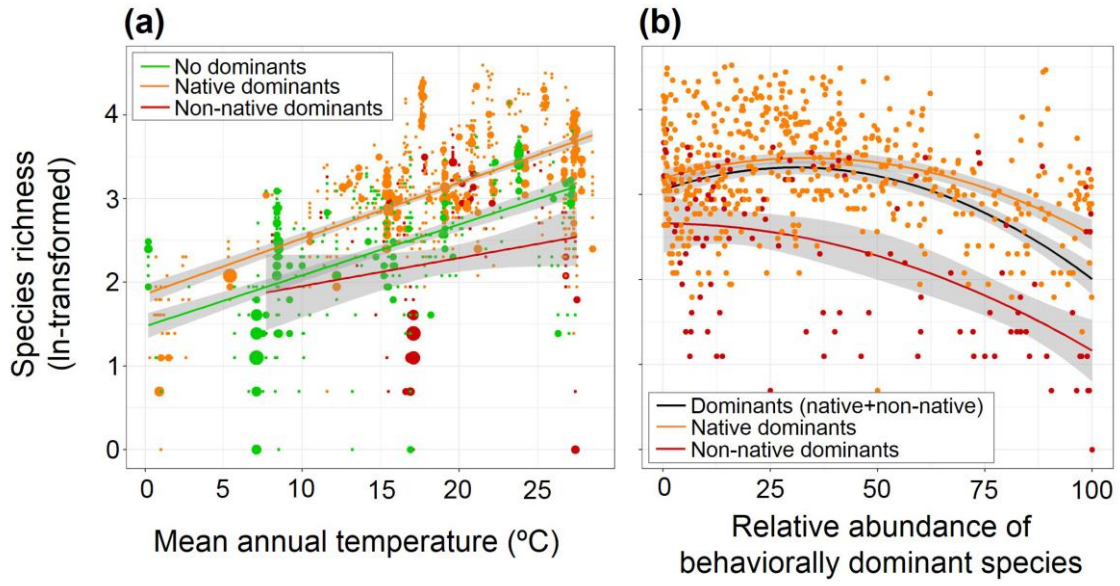 (a)
(b)
No dominants
Native dominants
Non-native dominants
Species richness
(ln-transformed)
4
3
2
1
0
0
5
10
15
20
25
Mean annual temperature (ºC)
Dominants (native+non-native)
Native dominants
Non-native dominants
0
25
50
75
100
Relative abundance of
behaviorally dominant species